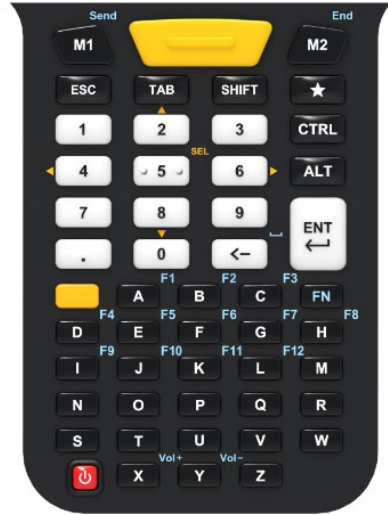 Send End
M1 M2
ESC TAB SHIFT ★
1 2 3 CTRL
SEL
4 5 6 ALT
7 8 9 ENT
. 0 <-
F1 F2 F3
A B C FN
F4 F5 F6 F7 F8
D E F G H
F9 F10 F11 F12
I J K L M
N O P Q R
S T U V W
Vol+ Vol-
X Y Z